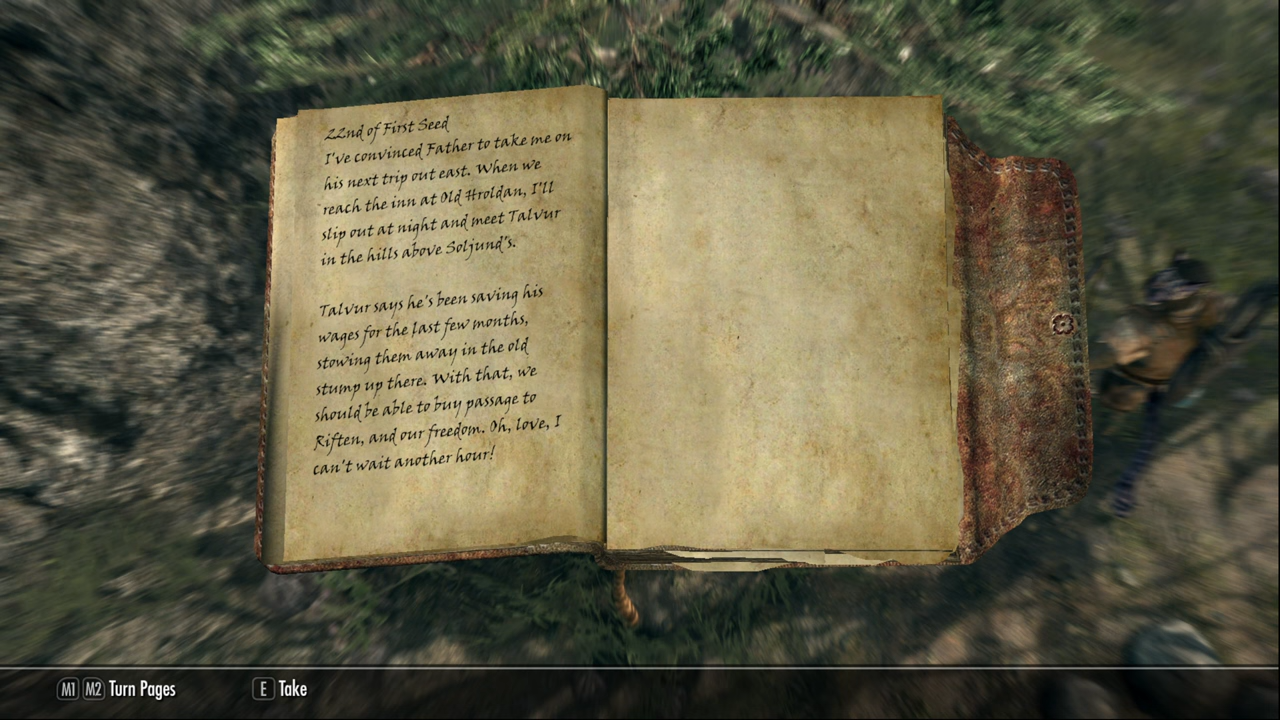 22nd of First Seed
I've convinced Father to take me on
his next trip out east. When we
reach the inn at Old Hroldan, I'll
slip out at night and meet Talvur
in the hills above Soljund's.
Talvur says he's been saving his
wages for the last few months,
stowing them away in the old
stump up there. With that, we
should be able to buy passage to
Riften, and our freedom. Oh, love, I
can't wait another hour!
M1 M2 Turn Pages
E Take